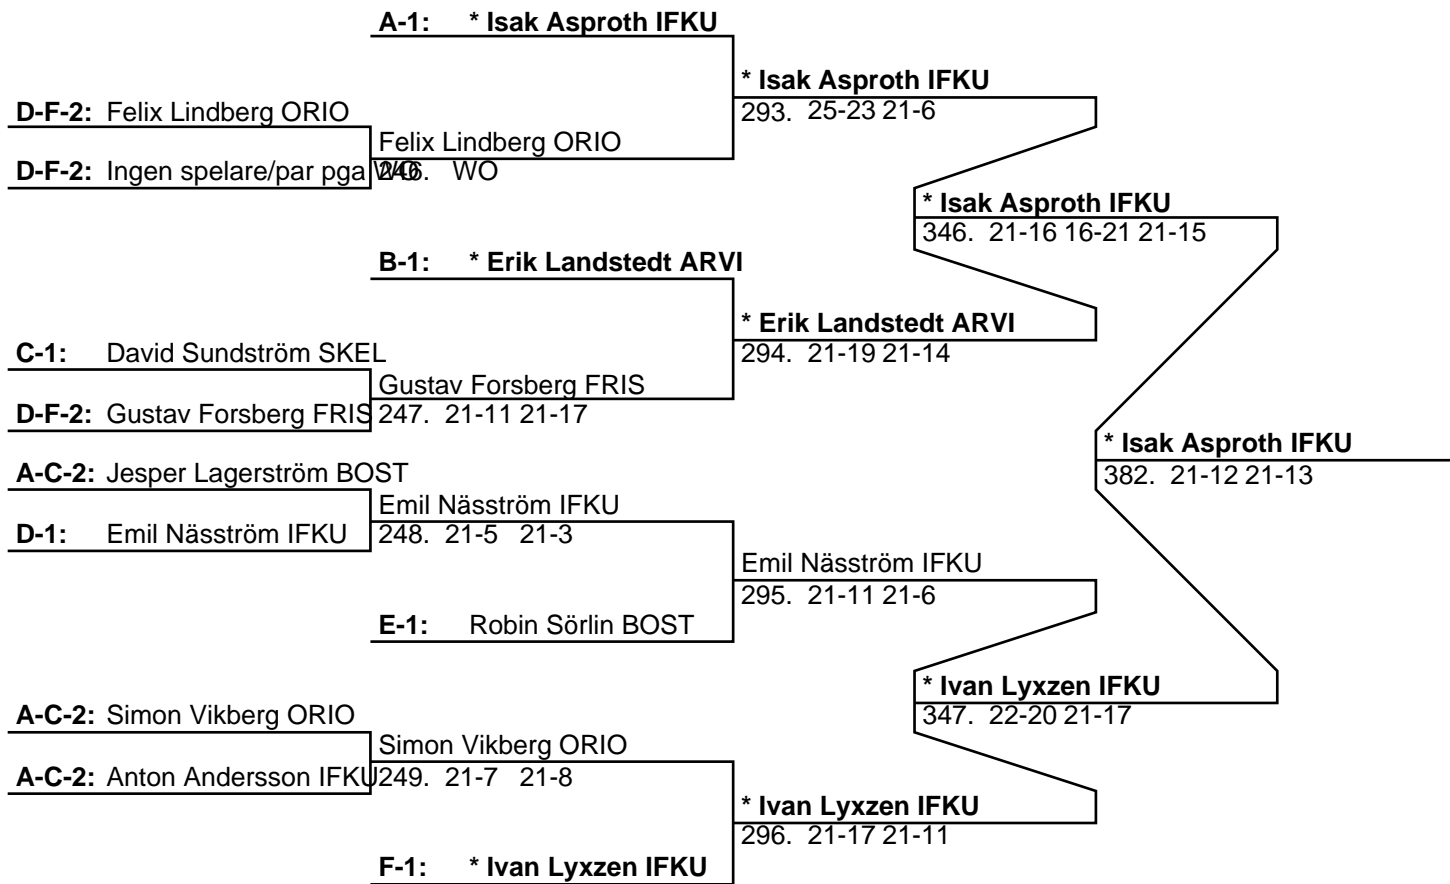 A-1: * Isak Asproth IFKU
* Isak Asproth IFKU
293. 25-23 21-6
D-F-2: Felix Lindberg ORIO
Felix Lindberg ORIO
D-F-2: Ingen spelare/par pga WO
246. WO
* Isak Asproth IFKU
346. 21-16 16-21 21-15
B-1: * Erik Landstedt ARVI
* Erik Landstedt ARVI
294. 21-19 21-14
C-1: David Sundström SKEL
Gustav Forsberg FRIS
D-F-2: Gustav Forsberg FRIS
247. 21-11 21-17
* Isak Asproth IFKU
382. 21-12 21-13
A-C-2: Jesper Lagerström BOST
Emil Näsström IFKU
D-1: Emil Näsström IFKU
248. 21-5 21-3
Emil Näsström IFKU
295. 21-11 21-6
E-1: Robin Sörlin BOST
* Ivan Lyxzen IFKU
347. 22-20 21-17
A-C-2: Simon Vikberg ORIO
Simon Vikberg ORIO
A-C-2: Anton Andersson IFKU
249. 21-7 21-8
* Ivan Lyxzen IFKU
296. 21-17 21-11
F-1: * Ivan Lyxzen IFKU